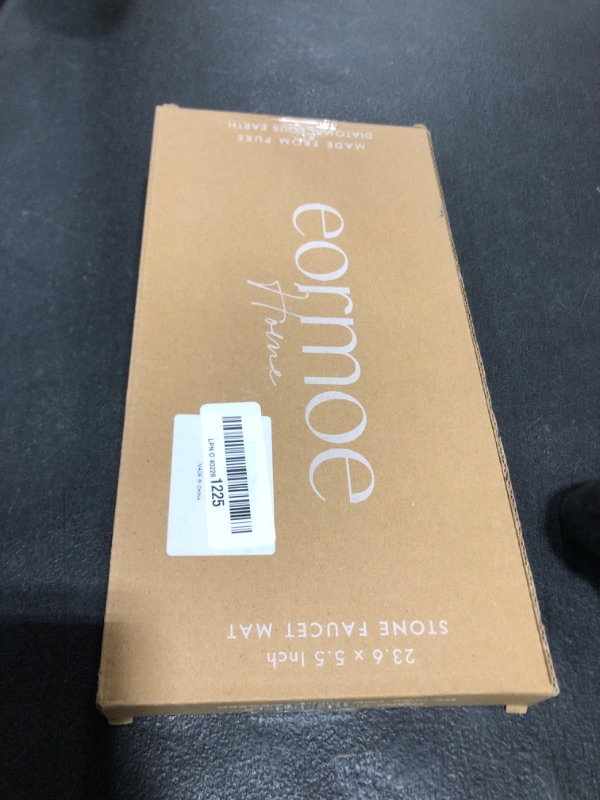 MADE FROM PURE
DIATOMACEOUS EARTH
eormoe
Home
LPN O 40226 1225
MADE IN CHINA
23.6 x 5.5 Inch
STONE FAUCET MAT